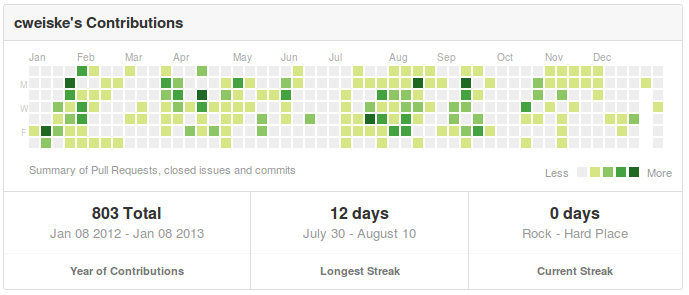 cweiske's Contributions
Jan Feb Mar Apr May Jun Jul Aug Sep Oct Nov Dec
M
W
F
Summary of Pull Requests, closed issues and commits
Less More
803 Total 12 days 0 days
Jan 08 2012 - Jan 08 2013 July 30 - August 10 Rock - Hard Place
Year of Contributions Longest Streak Current Streak